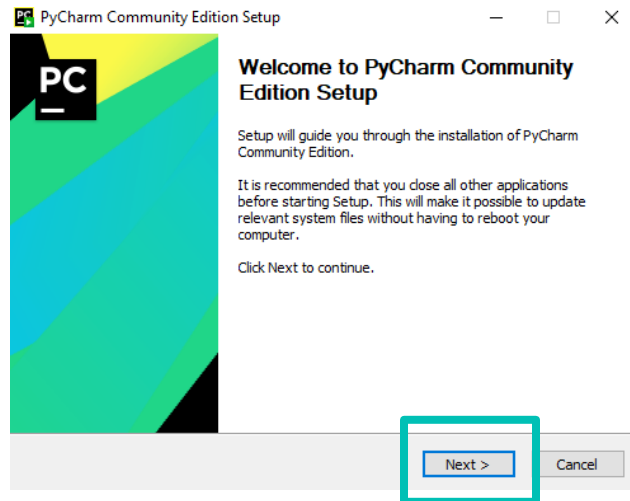 PyCharm Community Edition Setup
PC
Welcome to PyCharm Community
Edition Setup
Setup will guide you through the installation of PyCharm
Community Edition.
It is recommended that you close all other applications
before starting Setup. This will make it possible to update
relevant system files without having to reboot your
computer.
Click Next to continue.
Next >
Cancel